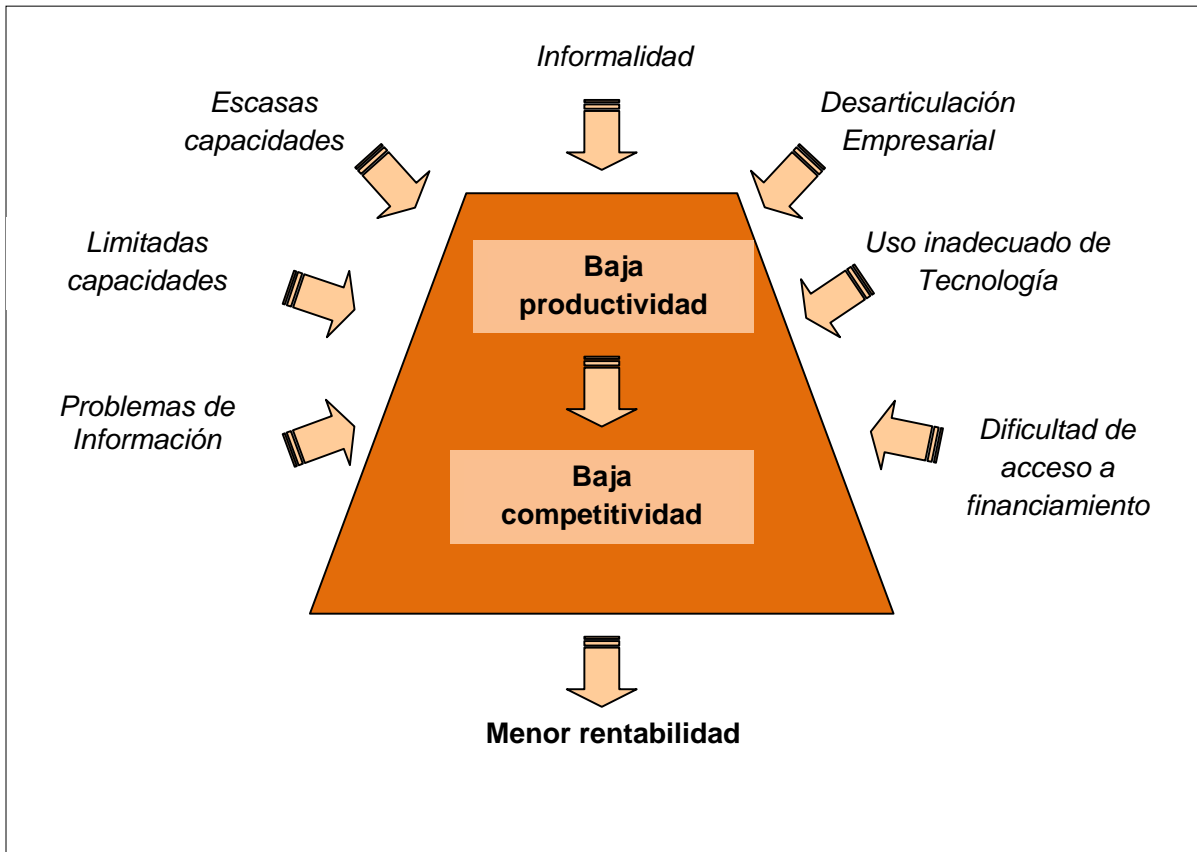 Informalidad
Escasas
capacidades
Desarticulación
Empresarial
Limitadas
capacidades
Uso inadecuado de
Tecnología
Baja
productividad
Problemas de
Información
Dificultad de
acceso a
financiamiento
Baja
competitividad
Menor rentabilidad